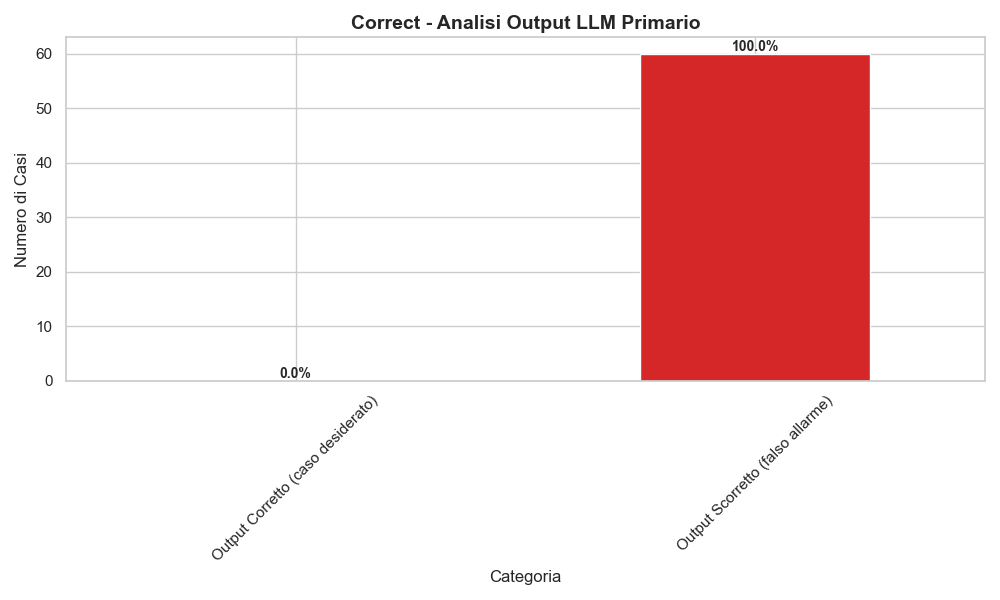 Correct - Analisi Output LLM Primario
100.0%
60
50
40
30
20
10
0
Numero di Casi
0.0%
Output Corretto (caso desiderato)
Output Scorretto (falso allarme)
Categoria